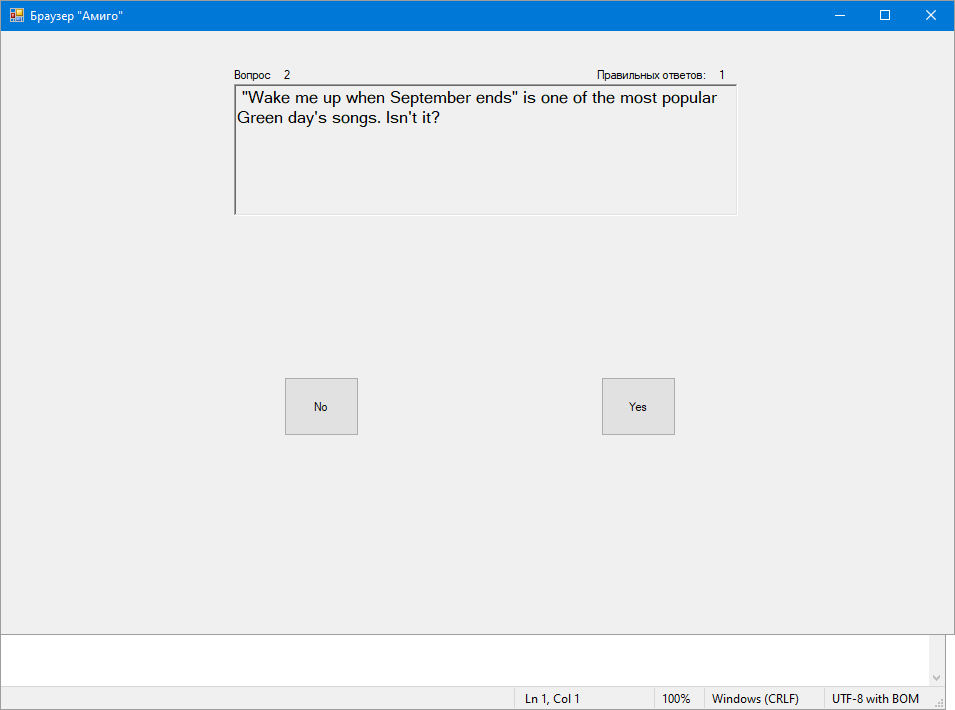 Браузер "Амиго"
Вопрос 2 Правильных ответов: 1
"Wake me up when September ends" is one of the most popular
Green day's songs. Isn't it?
No Yes
Ln 1, Col 1 100% Windows (CRLF) UTF-8 with BOM